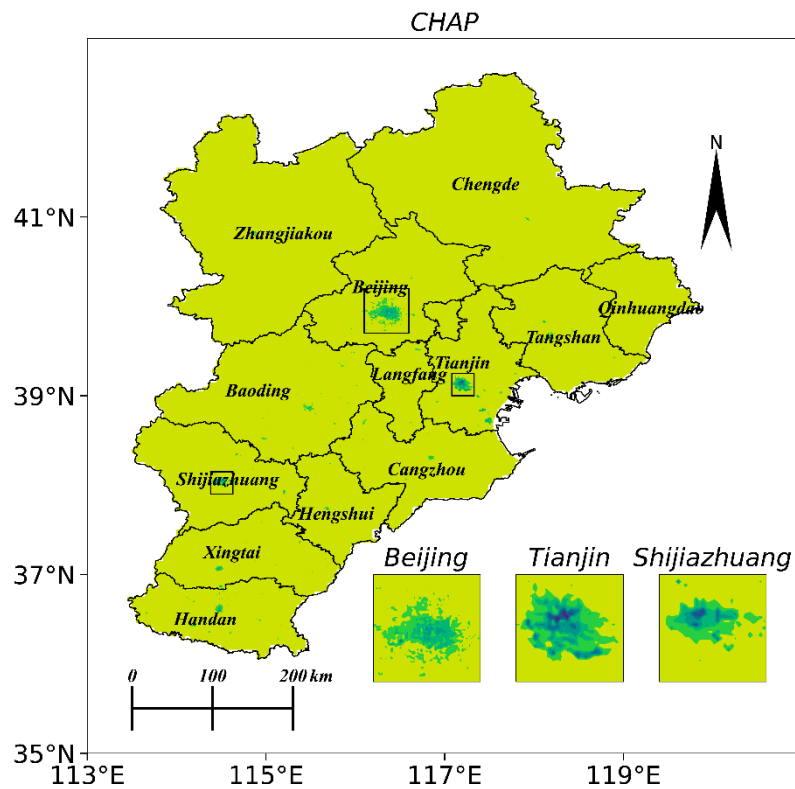 CHAP
N
41°N
39°N
37°N
35°N
Chengde
Zhangjiakou
Beijing
Qinhuangdao
Tangshan
Tianjin
Langfang
Baoding
Cangzhou
Shijiazhuang
Hengshui
Xingtai
Handan
Beijing
Tianjin
Shijiazhuang
0
100
200 km
113°E
115°E
117°E
119°E